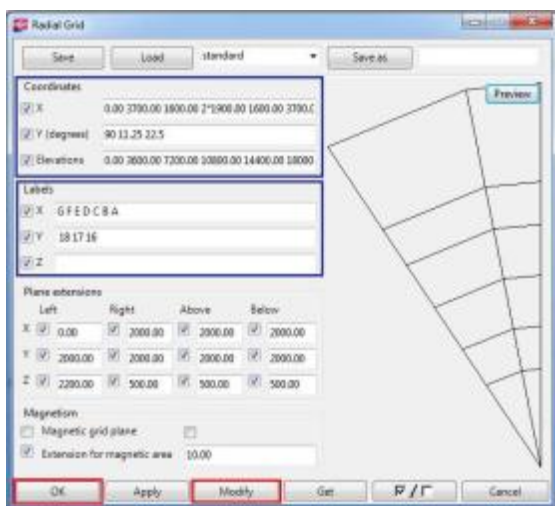 Radial Grid
Save Load standard Save as
Coordinates
Preview
X 0.00 3700.00 1800.00 2*1900.00 1600.00 3700.0
Y (degrees) 90 11.25 22.5
Elevations 0.00 3600.00 7200.00 10800.00 14400.00 18000
Labels
X G F E D C B A
Y 18 17 16
Z
Plane extensions
Left Right Above Below
X 0.00 2000.00 2000.00 2000.00
Y 2000.00 2000.00 2000.00 2000.00
Z 2200.00 500.00 500.00 500.00
Magnetism
Magnetic grid plane
Extension for magnetic area 10.00
OK Apply Modify Get Cancel